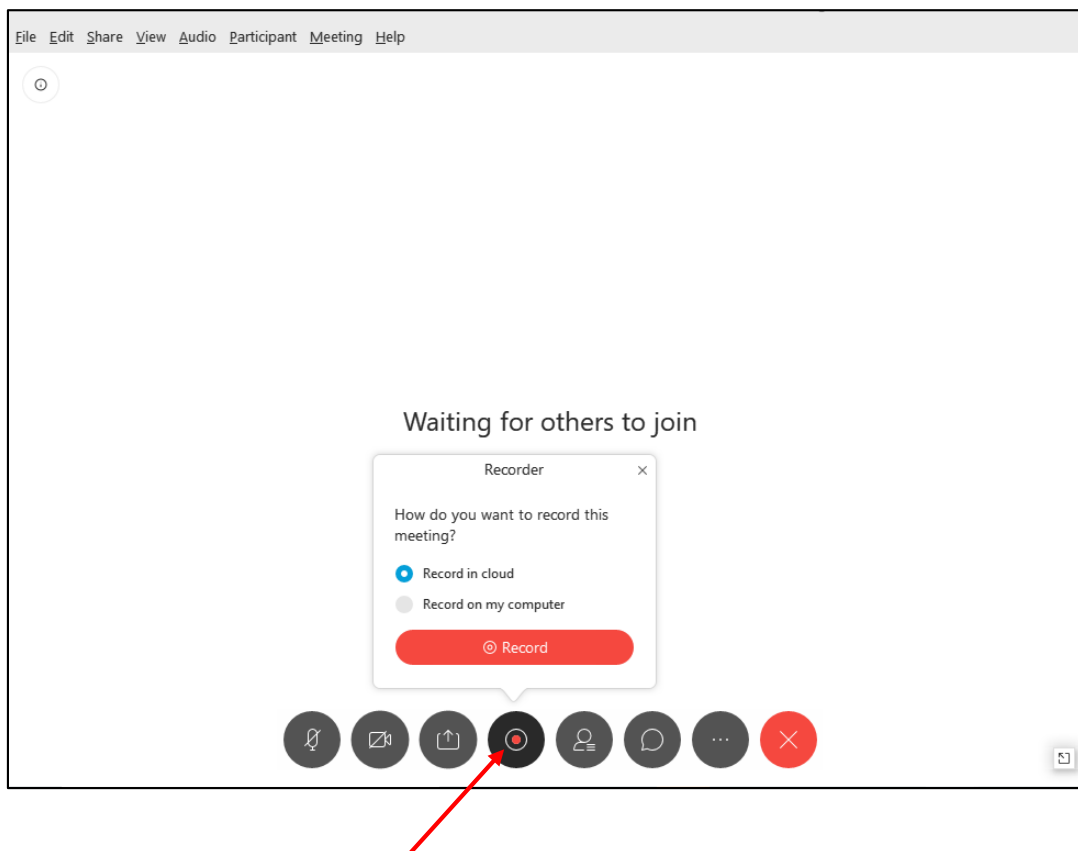 File Edit Share View Audio Participant Meeting Help
Waiting for others to join
Recorder
How do you want to record this
meeting?
Record in cloud
Record on my computer
Record